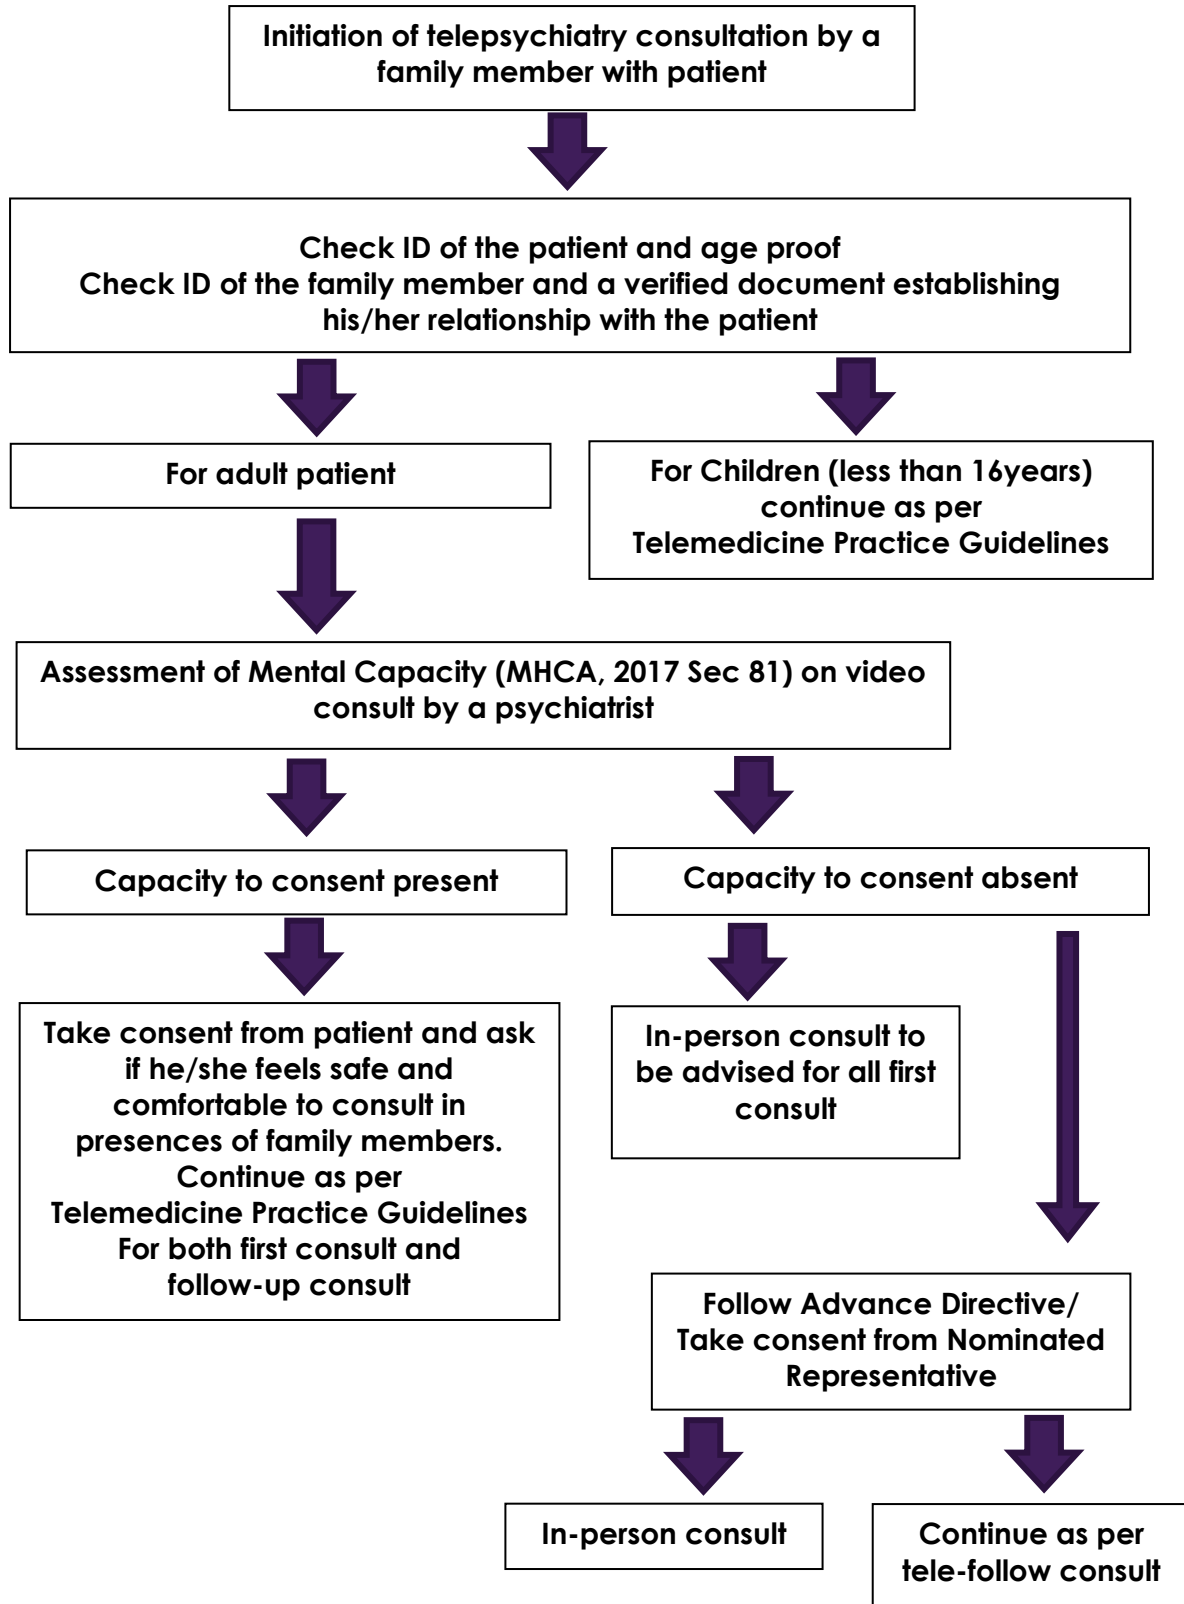 Initiation of telepsychiatry consultation by a
family member with patient
Check ID of the patient and age proof
Check ID of the family member and a verified document establishing
his/her relationship with the patient
For adult patient
For Children (less than 16years)
continue as per
Telemedicine Practice Guidelines
Assessment of Mental Capacity (MHCA, 2017 Sec 81) on video
consult by a psychiatrist
Capacity to consent present
Capacity to consent absent
Take consent from patient and ask
if he/she feels safe and
comfortable to consult in
presences of family members.
Continue as per
Telemedicine Practice Guidelines
For both first consult and
follow-up consult
In-person consult to
be advised for all first
consult
Follow Advance Directive/
Take consent from Nominated
Representative
In-person consult
Continue as per
tele-follow consult